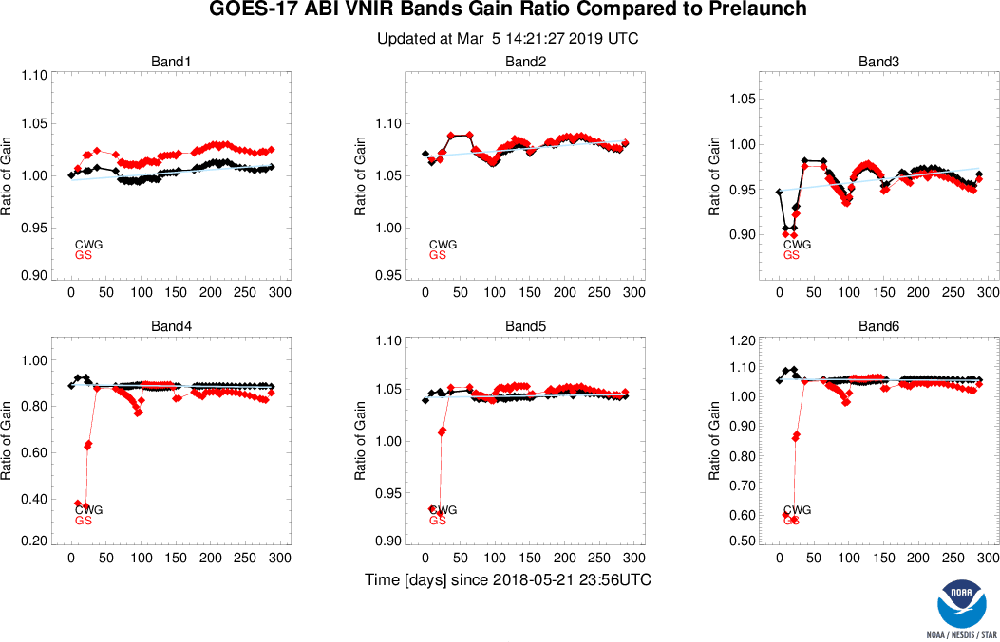 GOES-17 ABI VNIR Bands Gain Ratio Compared to Prelaunch
Updated at Mar  5 14:21:27 2019 UTC
Band1
Ratio of Gain
1.10
1.05
1.00
0.95
0.90
CWG
GS
0 50 100 150 200 250 300
Band2
Ratio of Gain
1.10
1.05
1.00
0.95
CWG
GS
0 50 100 150 200 250 300
Band3
Ratio of Gain
1.05
1.00
0.95
0.90
CWG
GS
0 50 100 150 200 250 300
Band4
Ratio of Gain
1.00
0.80
0.60
0.40
0.20
CWG
GS
0 50 100 150 200 250 300
Band5
Ratio of Gain
1.10
1.05
1.00
0.95
0.90
CWG
GS
0 50 100 150 200 250 300
Band6
Ratio of Gain
1.20
1.10
1.00
0.90
0.80
0.70
0.60
0.50
CWG
GS
0 50 100 150 200 250 300
Time [days] since 2018-05-21 23:56UTC
NOAA
NOAA / NESDIS / STAR